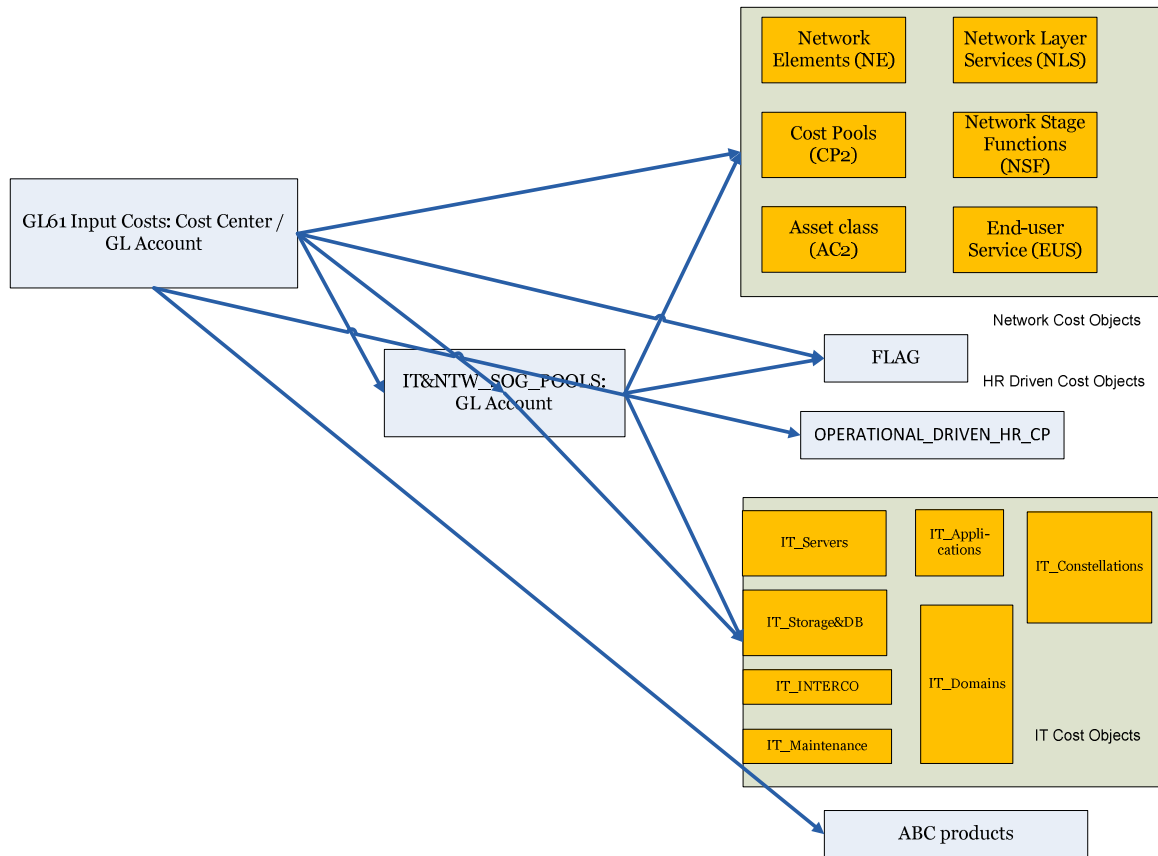 Network
Elements (NE)
Network Layer
Services (NLS)
Cost Pools
(CP2)
Network Stage
Functions
(NSF)
Asset class
(AC2)
End-user
Service (EUS)
GL61 Input Costs: Cost Center /
GL Account
Network Cost Objects
FLAG
HR Driven Cost Objects
IT&NTW_SOG_POOLS:
GL Account
OPERATIONAL_DRIVEN_HR_CP
IT_Servers
IT_Appli-
cations
IT_Constellations
IT_Storage&DB
IT_INTERCO
IT_Domains
IT_Maintenance
IT Cost Objects
ABC products